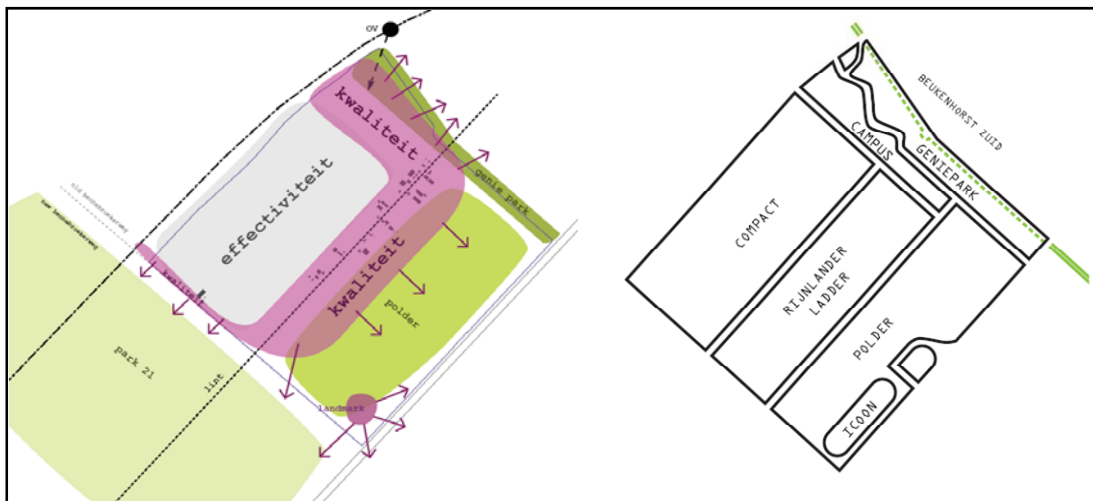 ov
kwaliteit
effectiviteit
genie park
kwaliteit
kwaliteit
polder
park 21
lint
landmark
BEUKENHORST ZUID
CAMPUS
GENIEPARK
COMPACT
RIJNLANDER
LADDER
POLDER
ICOON